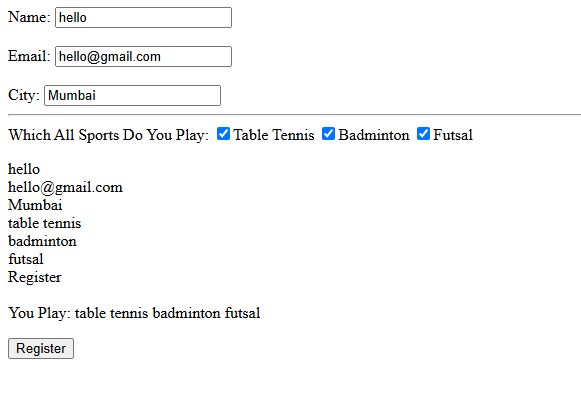 Name: hello
Email: hello@gmail.com
City: Mumbai
Which All Sports Do You Play: Table Tennis Badminton Futsal
hello
hello@gmail.com
Mumbai
table tennis
badminton
futsal
Register
You Play: table tennis badminton futsal
Register